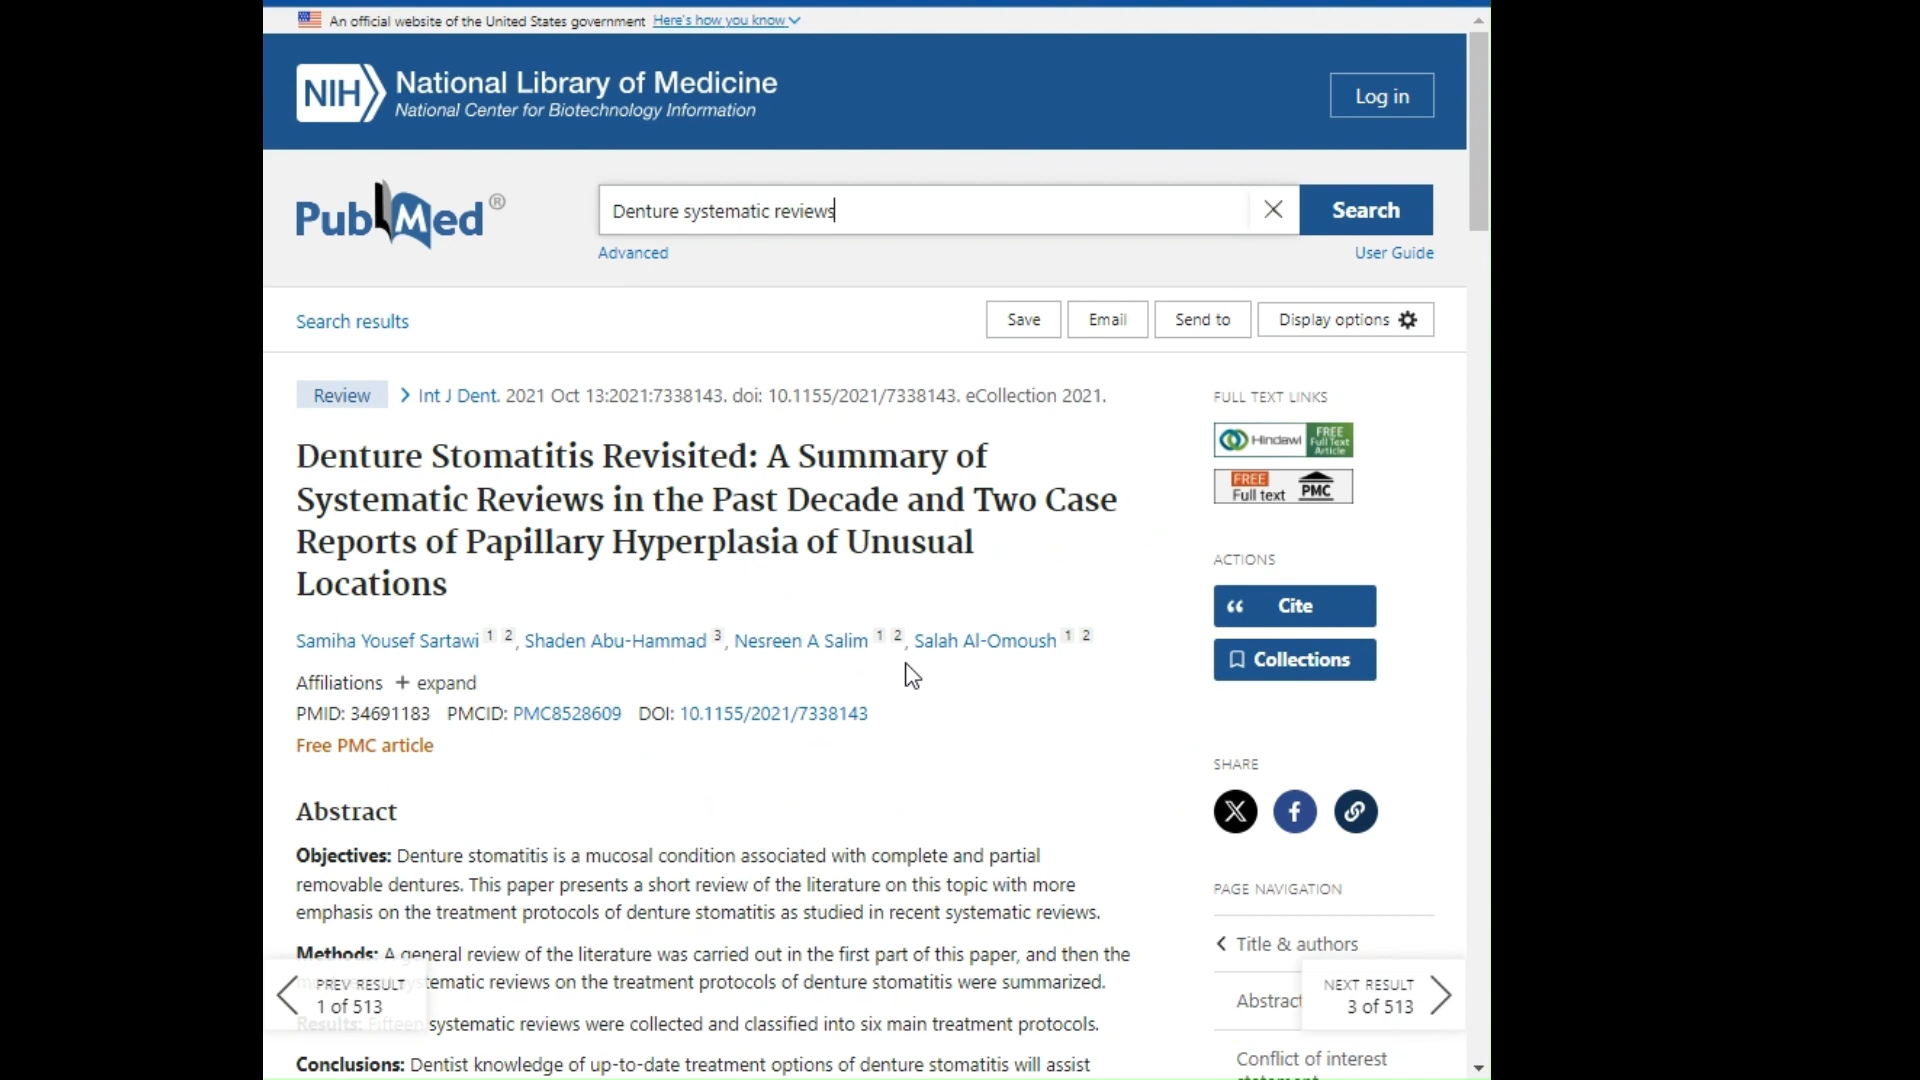 An official website of the United States government Here's how you know
NIH National Library of Medicine
National Center for Biotechnology Information
Log in
PubMed®
Denture systematic reviews
Search
Advanced
User Guide
Search results
Save
Email
Send to
Display options
Review
Int J Dent. 2021 Oct 13:2021:7338143. doi: 10.1155/2021/7338143. eCollection 2021.
Denture Stomatitis Revisited: A Summary of
Systematic Reviews in the Past Decade and Two Case
Reports of Papillary Hyperplasia of Unusual
Locations
Samiha Yousef Sartawi 1 2, Shaden Abu-Hammad 3, Nesreen A Salim 1 2, Salah Al-Omoush 1 2
Affiliations + expand
PMID: 34691183 PMCID: PMC8528609 DOI: 10.1155/2021/7338143
Free PMC article
Abstract
Objectives: Denture stomatitis is a mucosal condition associated with complete and partial
removable dentures. This paper presents a short review of the literature on this topic with more
emphasis on the treatment protocols of denture stomatitis as studied in recent systematic reviews.
Methods: A general review of the literature was carried out in the first part of this paper, and then the
systematic reviews on the treatment protocols of denture stomatitis were summarized.
Results: Fifteen systematic reviews were collected and classified into six main treatment protocols.
Conclusions: Dentist knowledge of up-to-date treatment options of denture stomatitis will assist
PREV RESULT
1 of 513
FULL TEXT LINKS
Hindawi FREE Full Text Article
FREE Full text PMC
ACTIONS
Cite
Collections
SHARE
PAGE NAVIGATION
Title & authors
Abstract
NEXT RESULT
3 of 513
Conflict of interest
statement